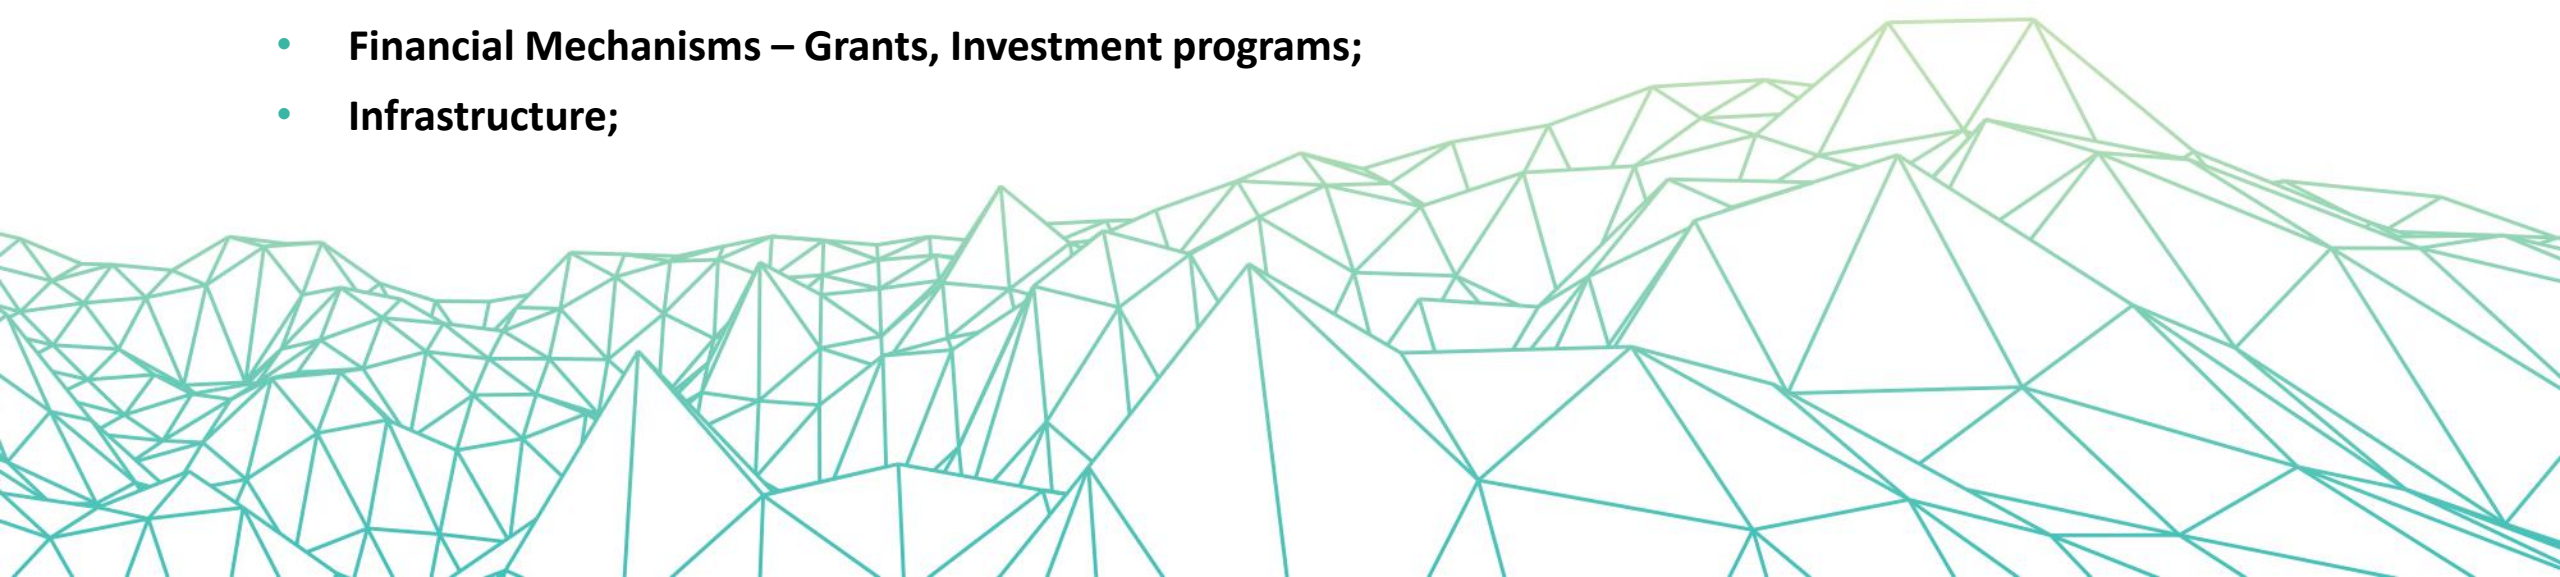 • Financial Mechanisms – Grants, Investment programs;
• Infrastructure;